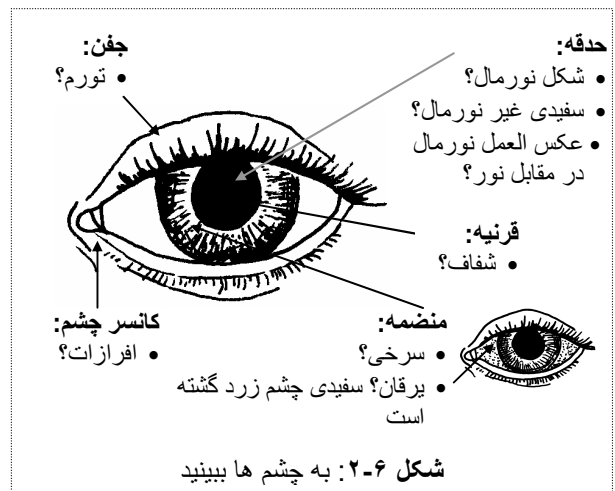 حدقه:
• شکل نورمال؟
• سفیدی غیر نورمال؟
• عکس العمل نورمال
در مقابل نور؟
جفن:
• تورم؟
قرنیه:
• شفاف؟
منضمه:
• سرخی؟
• یرقان؟ سفیدی چشم زرد گشته
است
کانسر چشم:
• افرازات؟
شکل ۶-۲: به چشم ها ببینید